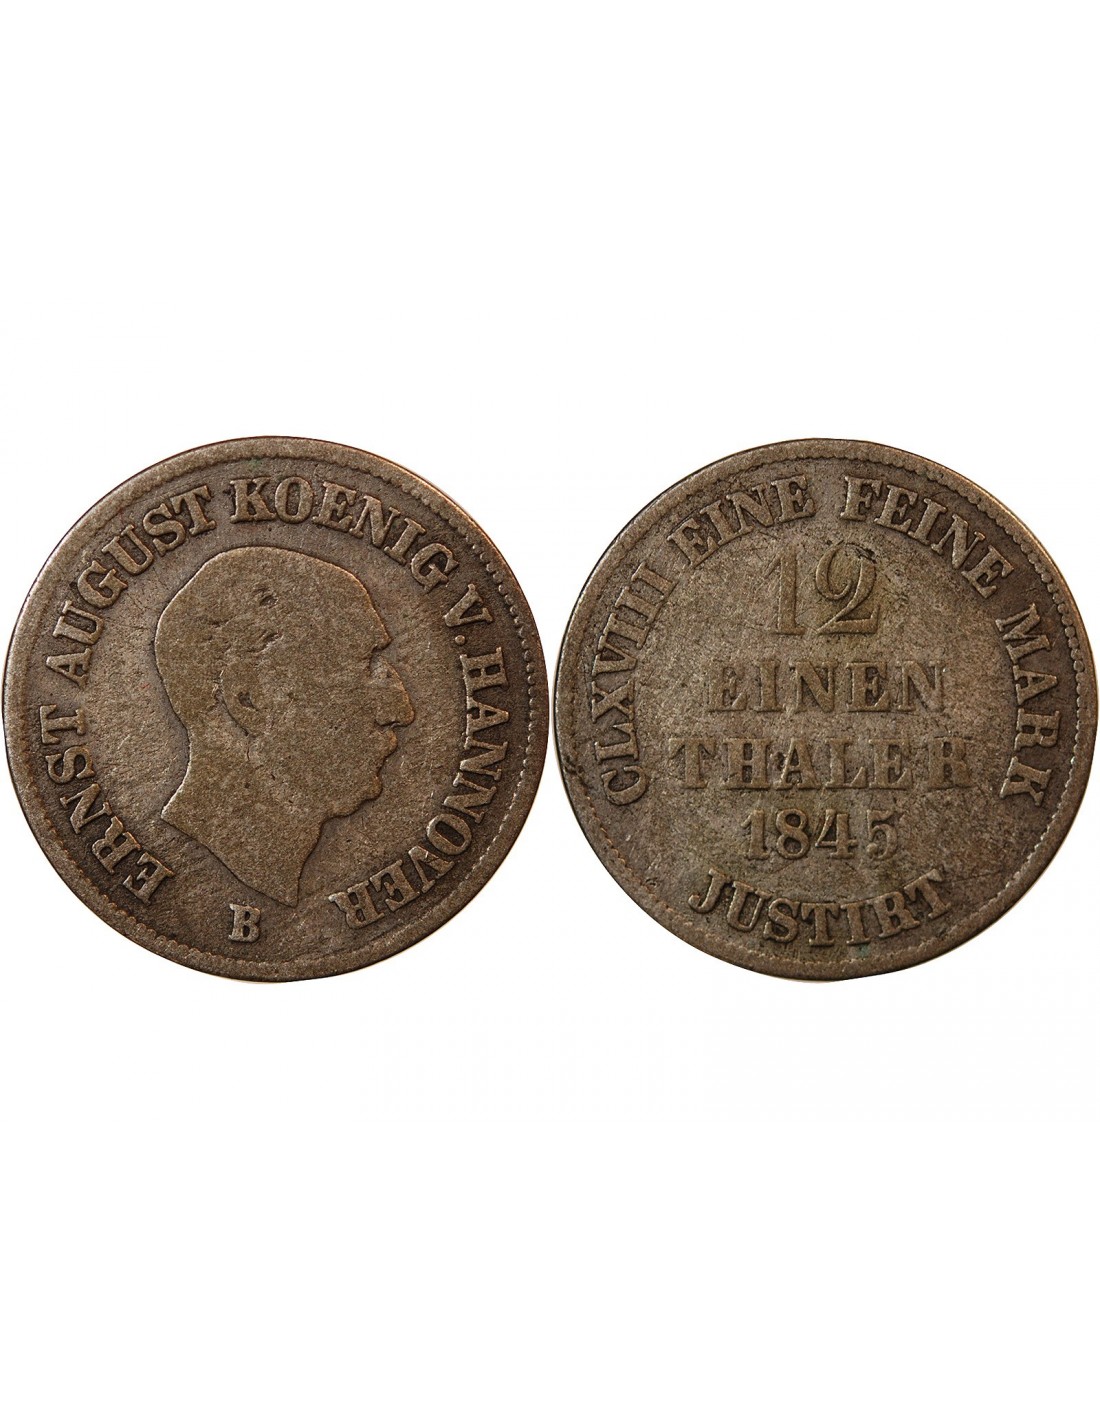 ERNST AUGUST KOENIG V. HANNOVER
B
CLXVIII EINE FEINE MARK
12
EINEN
THALER
1845
JUSTIRT